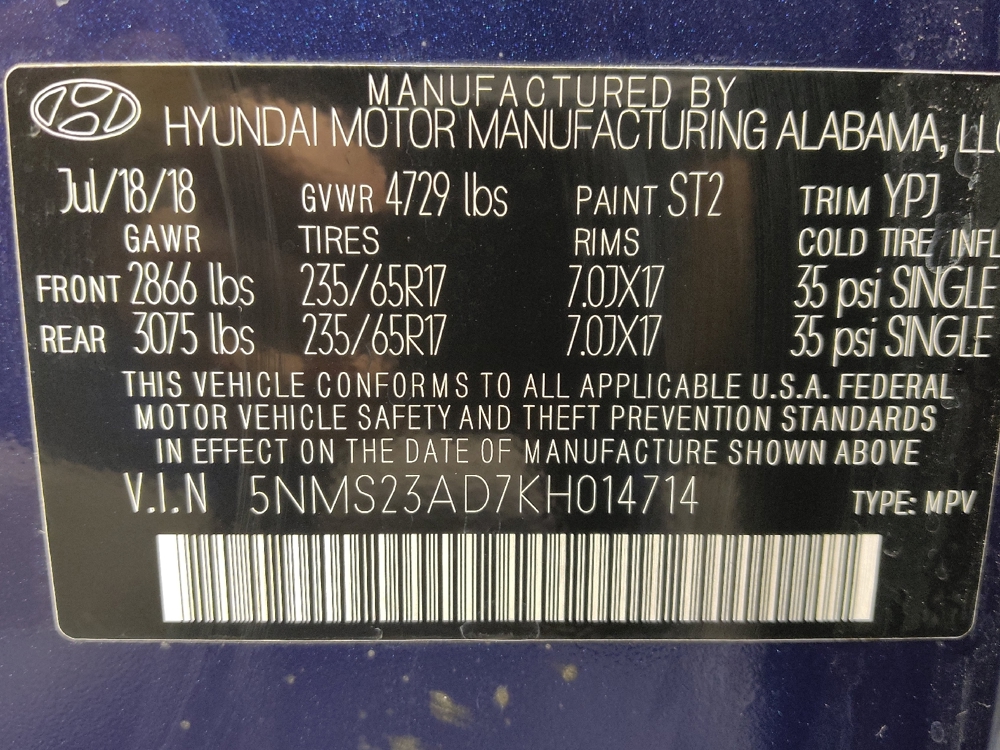 MANUFACTURED BY
HYUNDAI MOTOR MANUFACTURING ALABAMA, LLC
Jul/18/18 GVWR 4729 lbs PAINT ST2 TRIM YPJ
GAWR TIRES RIMS COLD TIRE INFL
FRONT 2866 lbs 235/65R17 7.0JX17 35 psi SINGLE
REAR 3075 lbs 235/65R17 7.0JX17 35 psi SINGLE
THIS VEHICLE CONFORMS TO ALL APPLICABLE U.S.A. FEDERAL
MOTOR VEHICLE SAFETY AND THEFT PREVENTION STANDARDS
IN EFFECT ON THE DATE OF MANUFACTURE SHOWN ABOVE
V.I.N 5NMS23AD7KH014714 TYPE: MPV